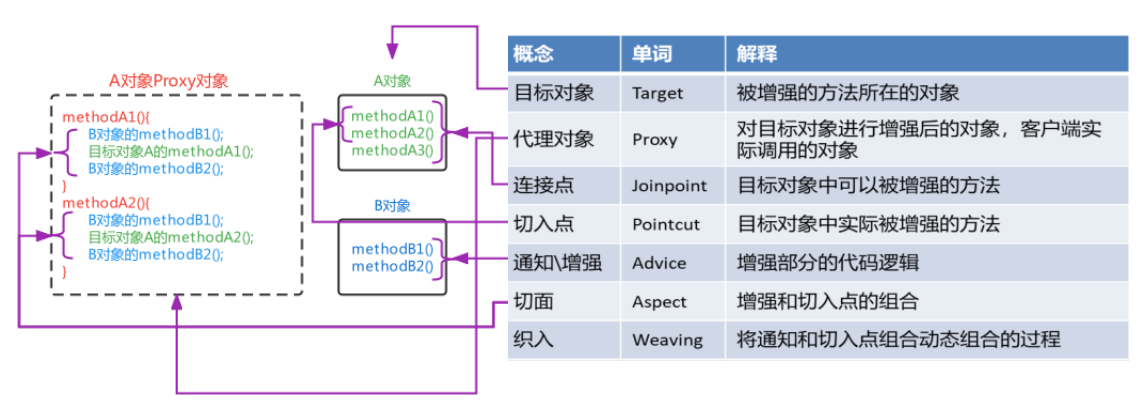 A对象Proxy对象
methodA1(){
B对象的methodB1();
目标对象A的methodA1();
B对象的methodB2();
}
methodA2(){
B对象的methodB1();
目标对象A的methodA2();
B对象的methodB2();
}
A对象
methodA1()
methodA2()
methodA3()
B对象
methodB1()
methodB2()
概念 单词 解释
目标对象 Target 被增强的方法所在的对象
代理对象 Proxy 对目标对象进行增强后的对象，客户端实
际调用的对象
连接点 Joinpoint 目标对象中可以被增强的方法
切入点 Pointcut 目标对象中实际被增强的方法
通知\增强 Advice 增强部分的代码逻辑
切面 Aspect 增强和切入点的组合
织入 Weaving 将通知和切入点组合动态组合的过程